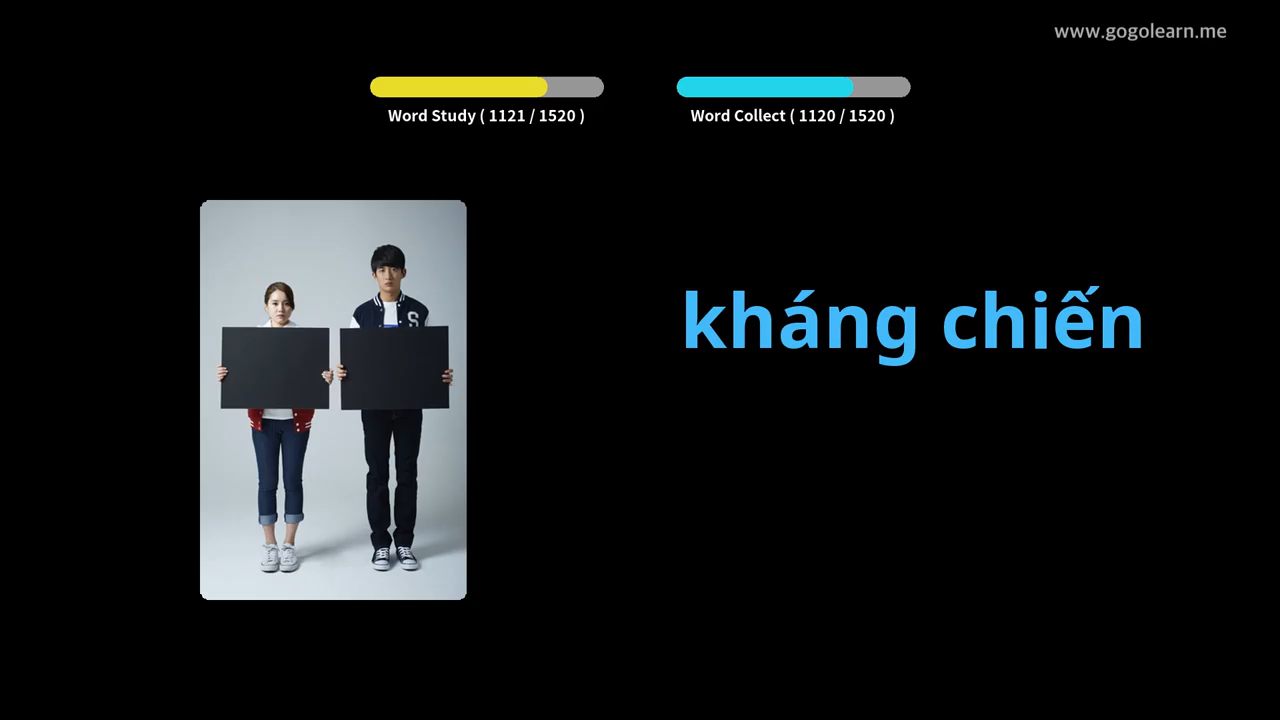 www.gogolearn.me
Word Study ( 1121 / 1520 )
Word Collect ( 1120 / 1520 )
S
kháng chiến